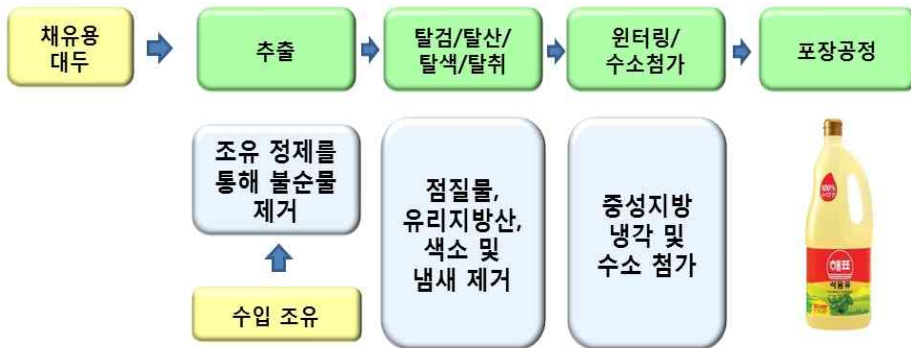 채유용
대두
추출
탈검/탈산/
탈색/탈취
윈터링/
수소첨가
포장공정
조유 정제를
통해 불순물
제거
수입 조유
점질물,
유리지방산,
색소 및
냄새 제거
중성지방
냉각 및
수소 첨가
100%
해표
식용유